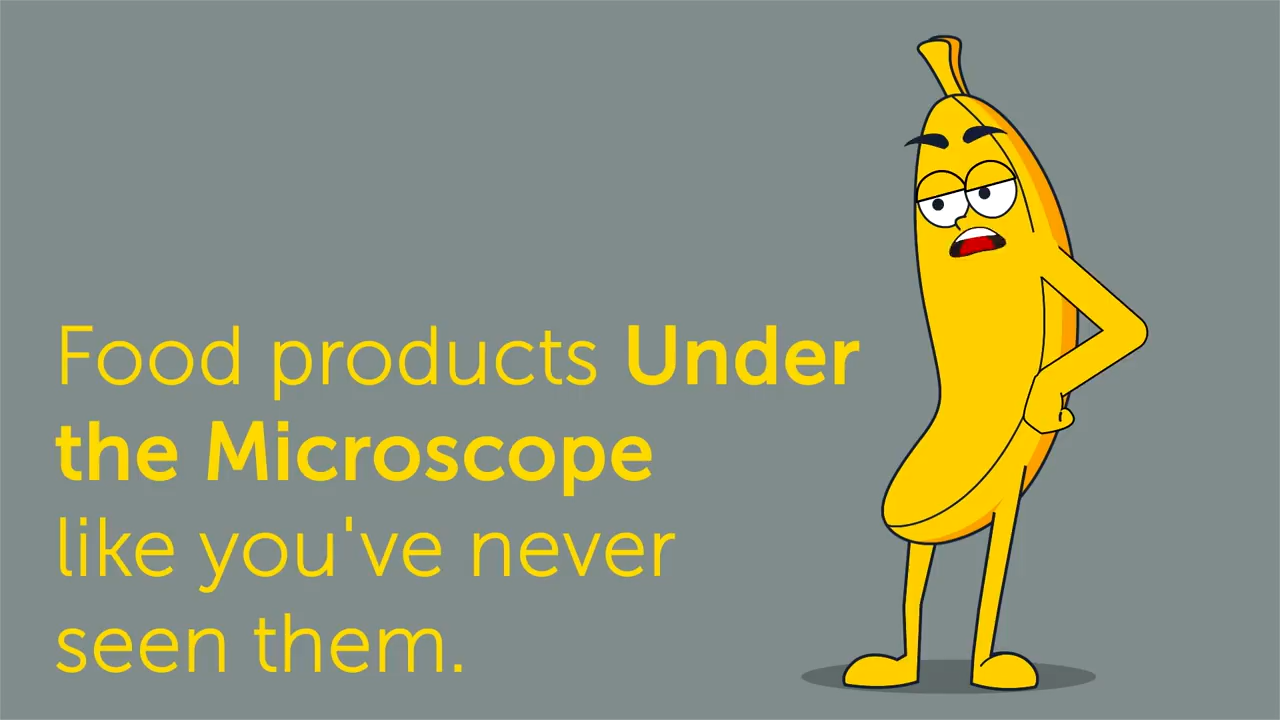 Food products Under
the Microscope
like you've never
seen them.